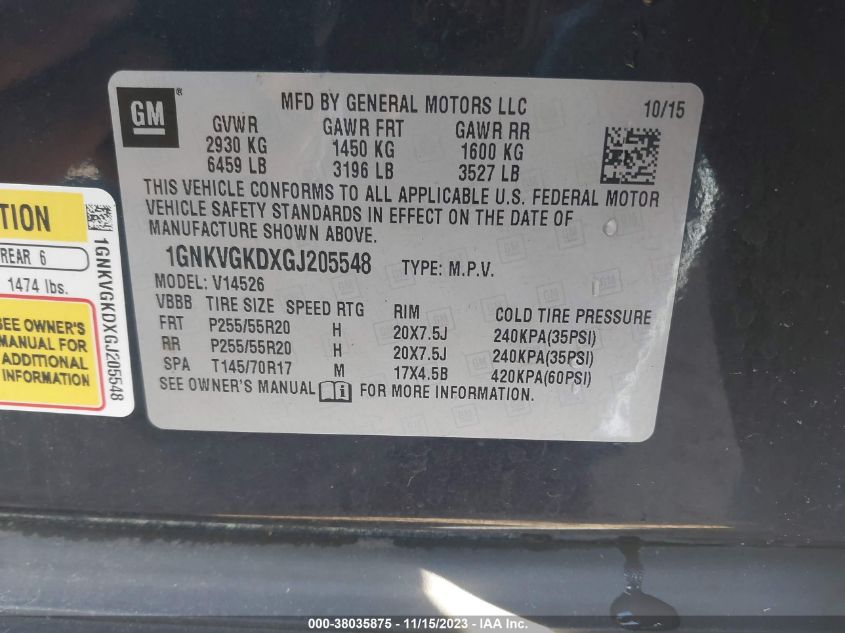 GM ®
MFD BY GENERAL MOTORS LLC 10/15
GVWR GAWR FRT GAWR RR
2930 KG 1450 KG 1600 KG
6459 LB 3196 LB 3527 LB
THIS VEHICLE CONFORMS TO ALL APPLICABLE U.S. FEDERAL MOTOR
VEHICLE SAFETY STANDARDS IN EFFECT ON THE DATE OF
MANUFACTURE SHOWN ABOVE.
1GNKVGKDXGJ205548 TYPE: M.P.V.
MODEL: V14526
VBBB TIRE SIZE SPEED RTG RIM COLD TIRE PRESSURE
FRT P255/55R20 H 20X7.5J 240KPA(35PSI)
RR P255/55R20 H 20X7.5J 240KPA(35PSI)
SPA T145/70R17 M 17X4.5B 420KPA(60PSI)
SEE OWNER'S MANUAL FOR MORE INFORMATION.
TION
REAR 6
1474 lbs.
SEE OWNER'S
MANUAL FOR
ADDITIONAL
INFORMATION
1GNKVGKDXGJ205548
000-38035875 - 11/15/2023 - IAA Inc.